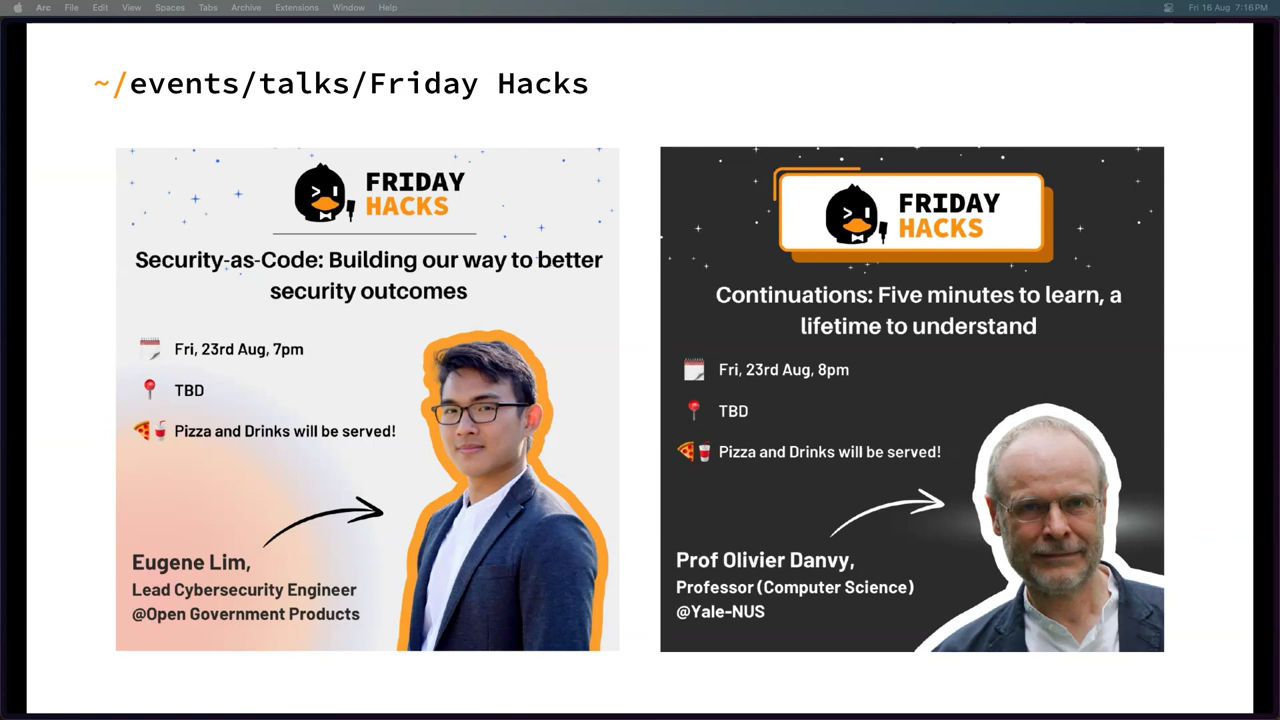 Arc File Edit View Spaces Tabs Archive Extensions Window Help
Fri 16 Aug 7:16PM
~/events/talks/Friday Hacks
FRIDAY
HACKS
Security-as-Code: Building our way to better
security outcomes
Fri, 23rd Aug, 7pm
TBD
Pizza and Drinks will be served!
Eugene Lim,
Lead Cybersecurity Engineer
@Open Government Products
FRIDAY
HACKS
Continuations: Five minutes to learn, a
lifetime to understand
Fri, 23rd Aug, 8pm
TBD
Pizza and Drinks will be served!
Prof Olivier Danvy,
Professor (Computer Science)
@Yale-NUS